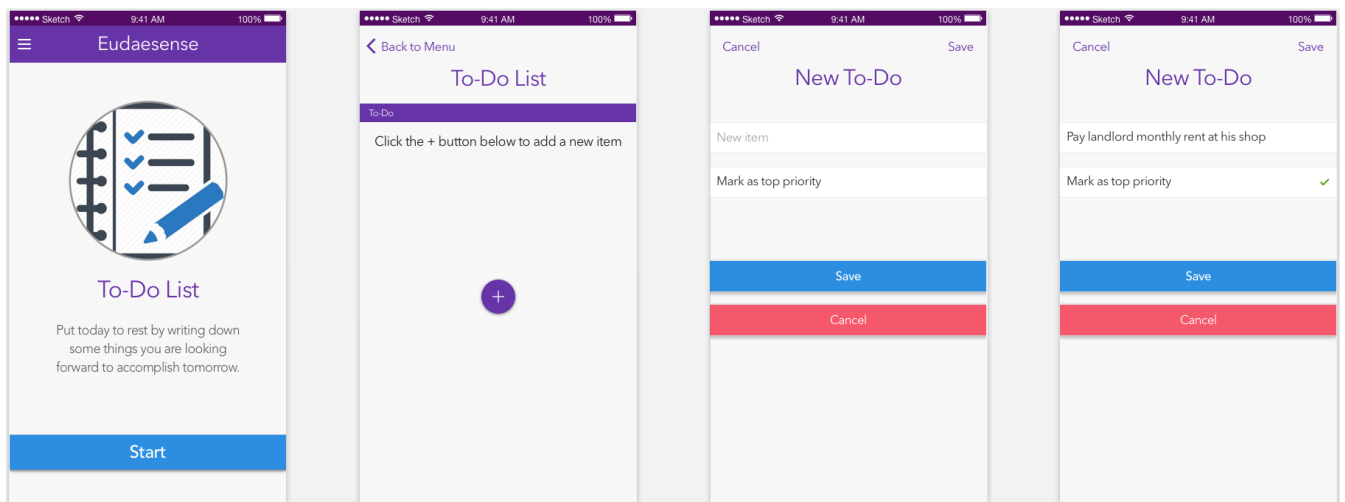 Sketch 9:41 AM 100%
Eudaesense
To-Do List
Put today to rest by writing down
some things you are looking
forward to accomplish tomorrow.
Start
Sketch 9:41 AM 100%
Back to Menu
To-Do List
To-Do
Click the + button below to add a new item
+
Sketch 9:41 AM 100%
Cancel Save
New To-Do
New item
Mark as top priority
Save
Cancel
Sketch 9:41 AM 100%
Cancel Save
New To-Do
Pay landlord monthly rent at his shop
Mark as top priority
Save
Cancel